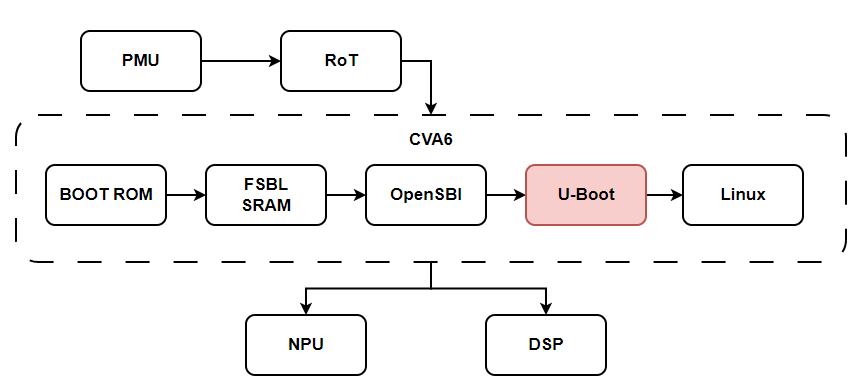 PMU
RoT
CVA6
BOOT ROM
FSBL
SRAM
OpenSBI
U-Boot
Linux
NPU
DSP